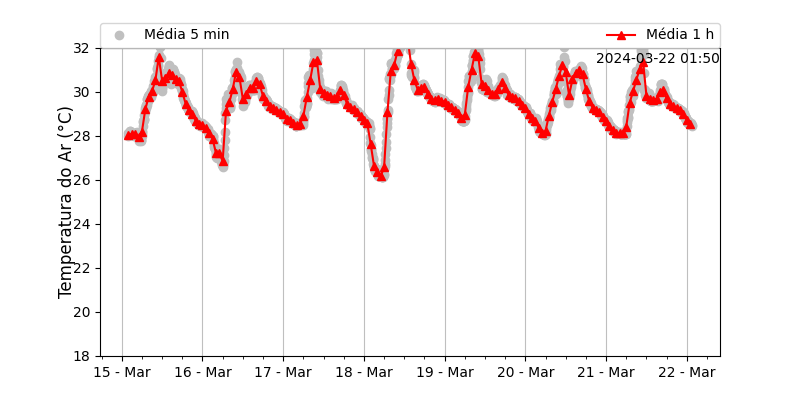 Média 5 min
Média 1 h
2024-03-22 01:50
Temperatura do Ar (°C)
32
30
28
26
24
22
20
18
15 - Mar
16 - Mar
17 - Mar
18 - Mar
19 - Mar
20 - Mar
21 - Mar
22 - Mar